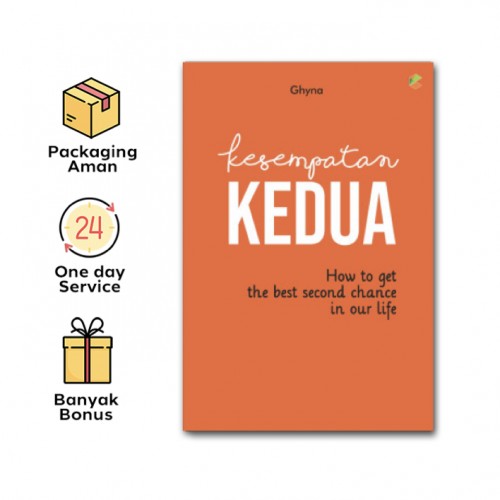 Packaging
Aman
24
One day
Service
Banyak
Bonus
Ghyna
kesempatan
KEDUA
How to get
the best second chance
in our life